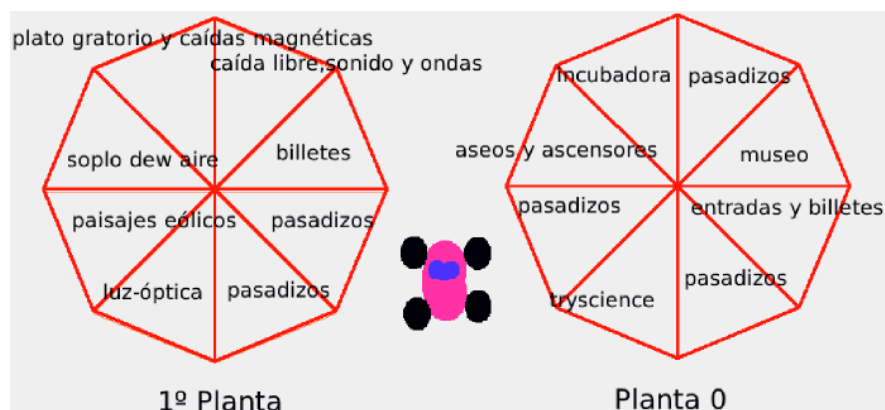 plato gratorio y caídas magnéticas
caída libre,sonido y ondas
soplo dew aire
billetes
paisajes eólicos
pasadizos
luz-óptica
pasadizos
1º Planta
incubadora
pasadizos
aseos y ascensores
museo
pasadizos
entradas y billetes
tryscience
pasadizos
Planta 0